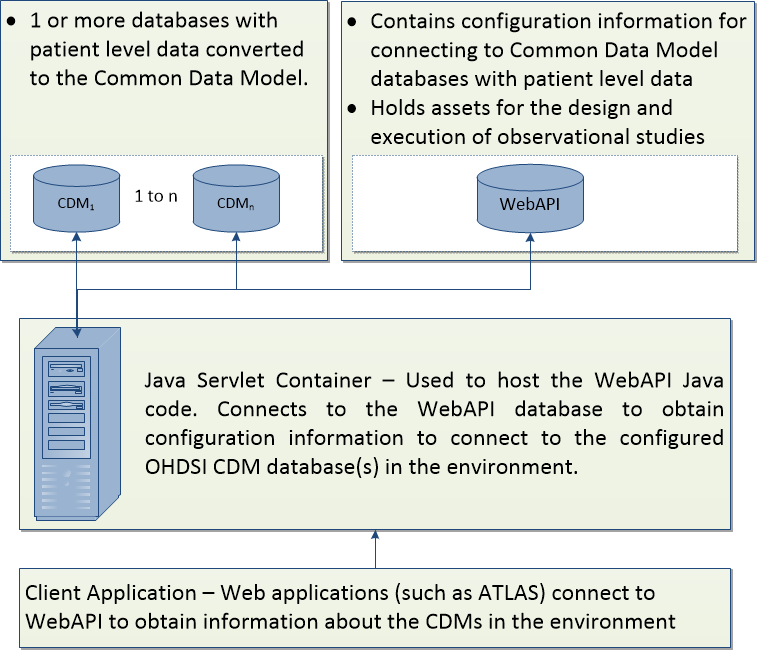 • 1 or more databases with
patient level data converted
to the Common Data Model.
CDM₁
1 to n
CDMₙ
• Contains configuration information for
connecting to Common Data Model
databases with patient level data
• Holds assets for the design and
execution of observational studies
WebAPI
Java Servlet Container – Used to host the WebAPI Java
code. Connects to the WebAPI database to obtain
configuration information to connect to the configured
OHDSI CDM database(s) in the environment.
Client Application – Web applications (such as ATLAS) connect to
WebAPI to obtain information about the CDMs in the environment